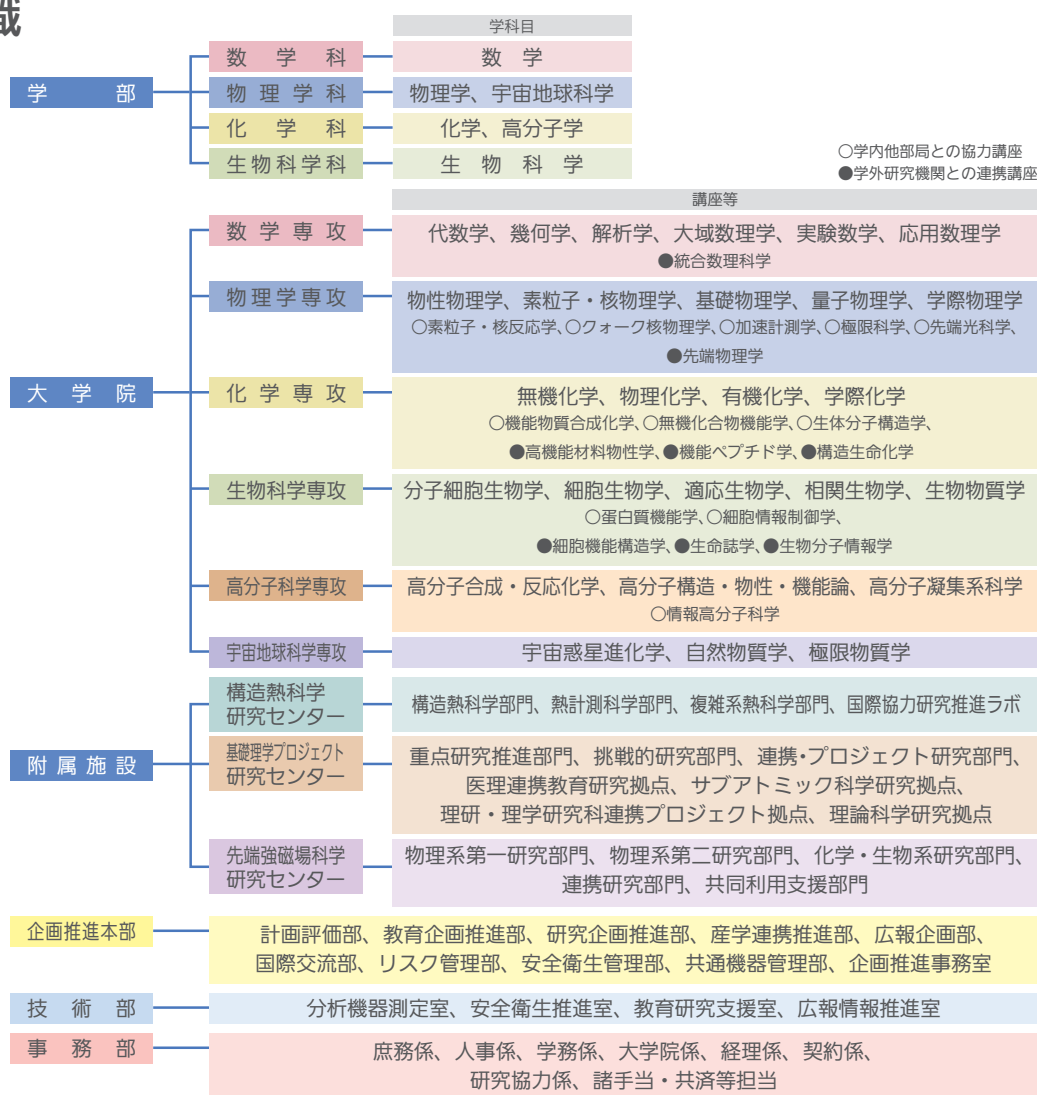 学科目
数学科 数学
学部 物理学科 物理学、宇宙地球科学
化学科 化学、高分子学
生物科学科 生物科学
○学内他部局との協力講座
●学外研究機関との連携講座
講座等
数学専攻 代数学、幾何学、解析学、大域数理学、実験数学、応用数理学
●統合数理科学
物理学専攻 物性物理学、素粒子・核物理学、基礎物理学、量子物理学、学際物理学
○素粒子・核反応学、○クォーク核物理学、○加速計測学、○極限科学、○先端光科学、
●先端物理学
大学院 化学専攻 無機化学、物理化学、有機化学、学際化学
○機能物質合成化学、○無機化合物機能学、○生体分子構造学、
●高機能材料物性学、●機能ペプチド学、●構造生命化学
生物科学専攻 分子細胞生物学、細胞生物学、適応生物学、相関生物学、生物物質学
○蛋白質機能学、○細胞情報制御学、
●細胞機能構造学、●生命誌学、●生物分子情報学
高分子科学専攻 高分子合成・反応化学、高分子構造・物性・機能論、高分子凝集系科学
○情報高分子科学
宇宙地球科学専攻 宇宙惑星進化学、自然物質学、極限物質学
構造熱科学
研究センター 構造熱科学部門、熱計測科学部門、複雑系熱科学部門、国際協力研究推進ラボ
附属施設 基礎理学プロジェクト
研究センター 重点研究推進部門、挑戦的研究部門、連携・プロジェクト研究部門、
医理連携教育研究拠点、サブアトミック科学研究拠点、
理研・理学研究科連携プロジェクト拠点、理論科学研究拠点
先端強磁場科学
研究センター 物理系第一研究部門、物理系第二研究部門、化学・生物系研究部門、
連携研究部門、共同利用支援部門
企画推進本部 計画評価部、教育企画推進部、研究企画推進部、産学連携推進部、広報企画部、
国際交流部、リスク管理部、安全衛生管理部、共通機器管理部、企画推進事務室
技術部 分析機器測定室、安全衛生推進室、教育研究支援室、広報情報推進室
事務部 庶務係、人事係、学務係、大学院係、経理係、契約係、
研究協力係、諸手当・共済等担当